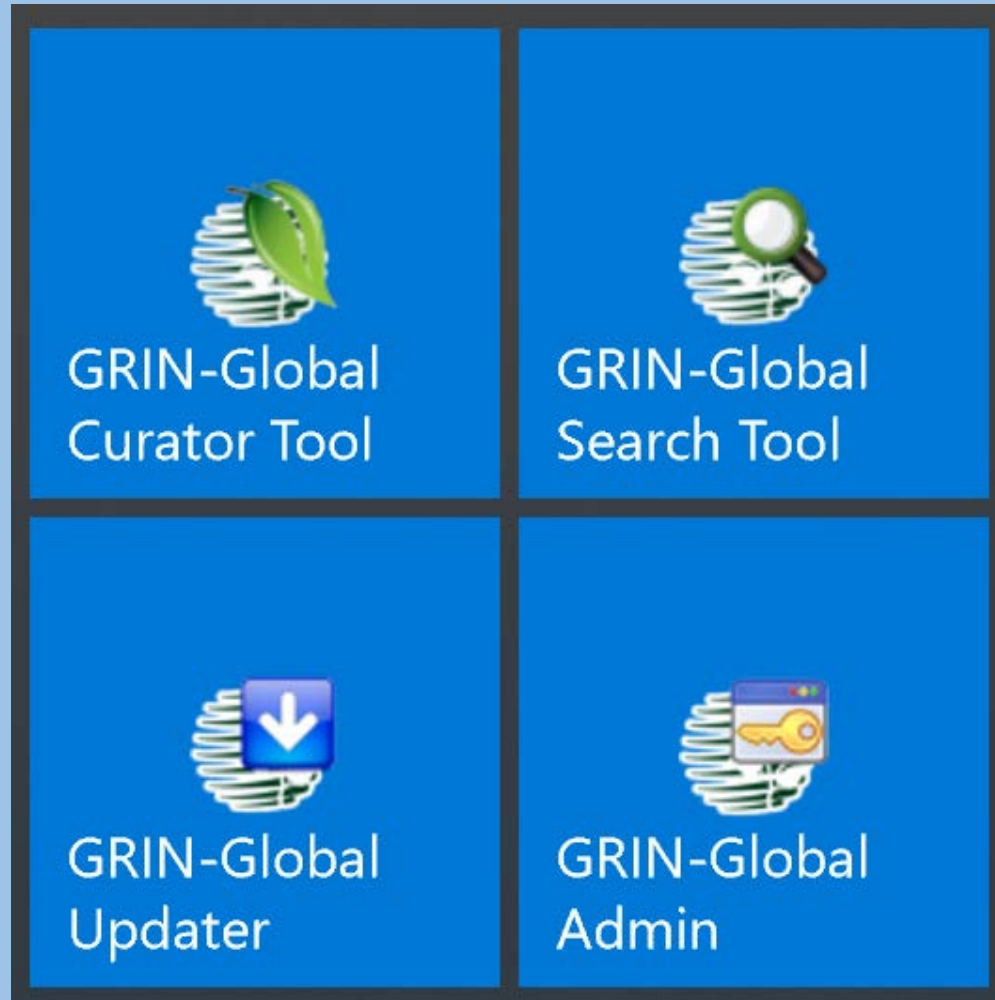 GRIN-Global
Curator Tool
GRIN-Global
Search Tool
GRIN-Global
Updater
GRIN-Global
Admin